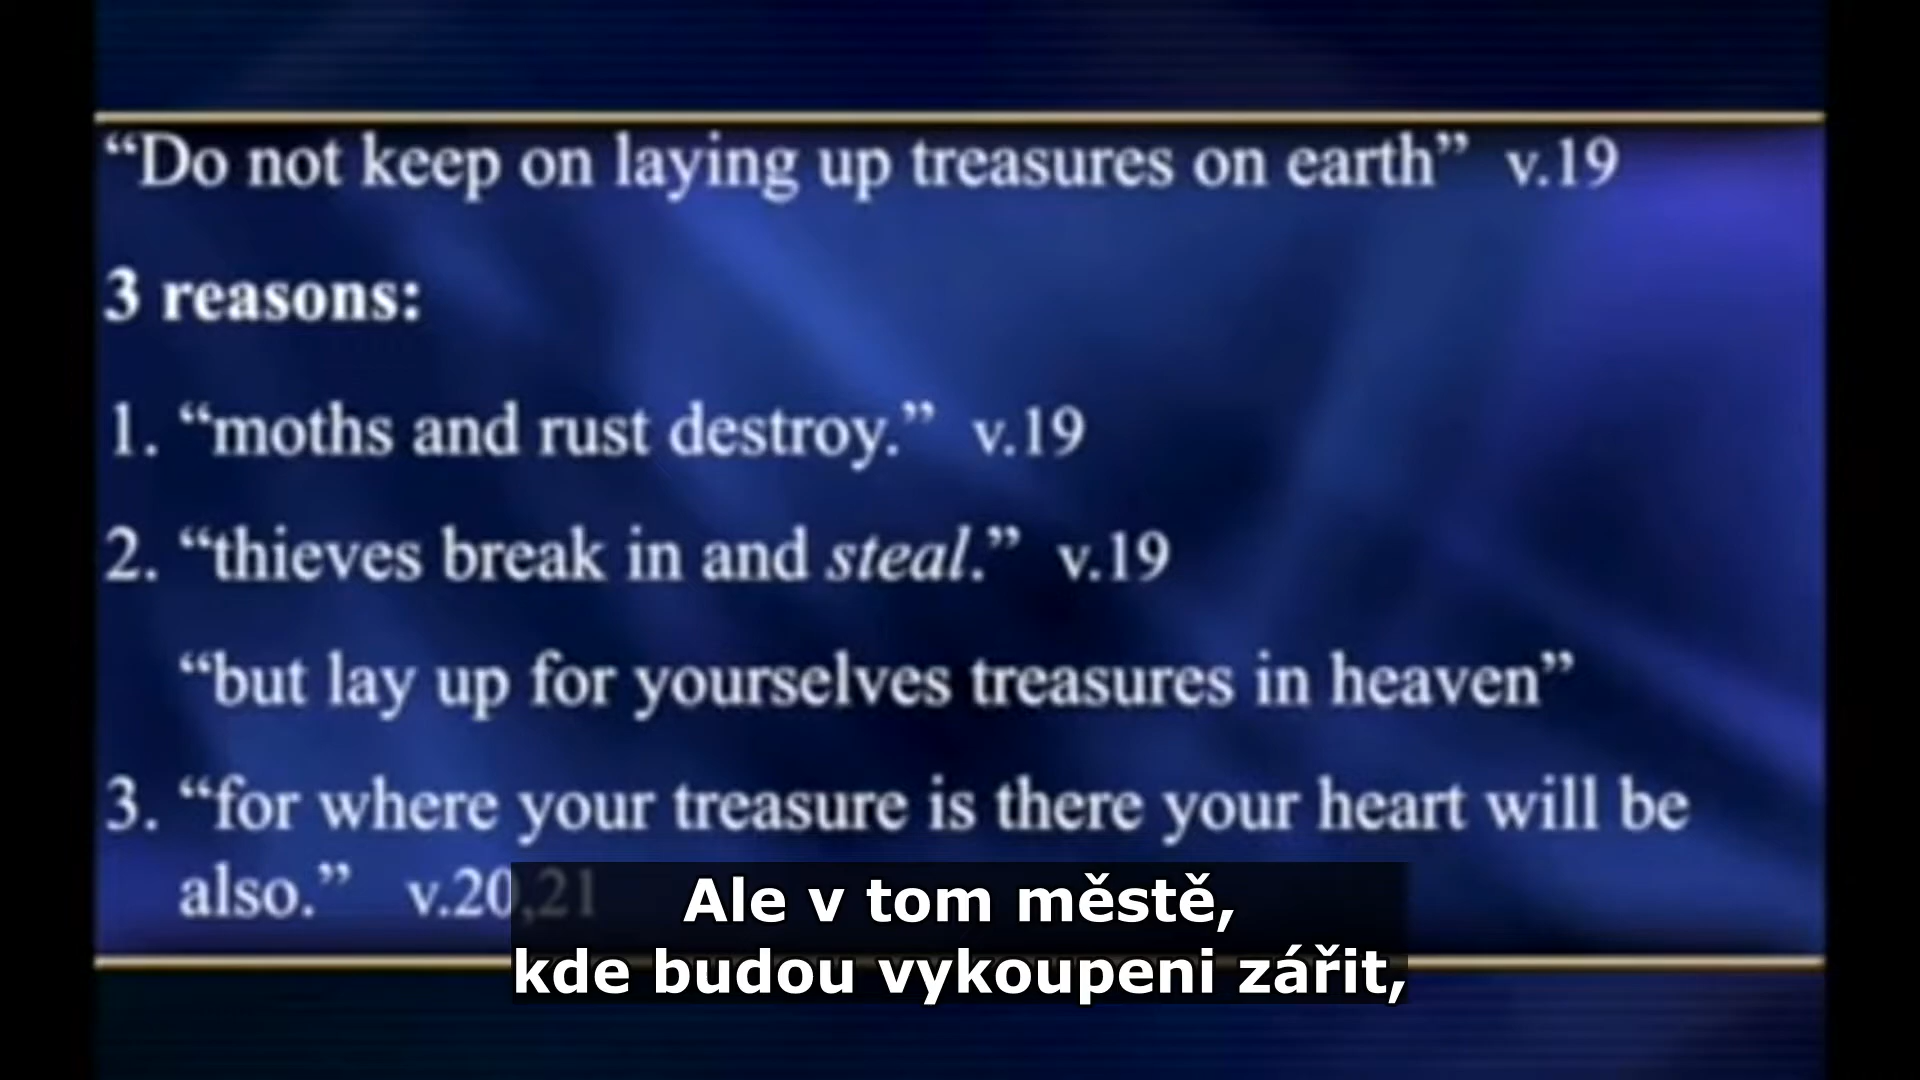 “Do not keep on laying up treasures on earth” v.19
3 reasons:
1. “moths and rust destroy.” v.19
2. “thieves break in and steal.” v.19
“but lay up for yourselves treasures in heaven”
3. “for where your treasure is there your heart will be
also.” v.20,21
Ale v tom městě,
kde budou vykoupeni zářit,